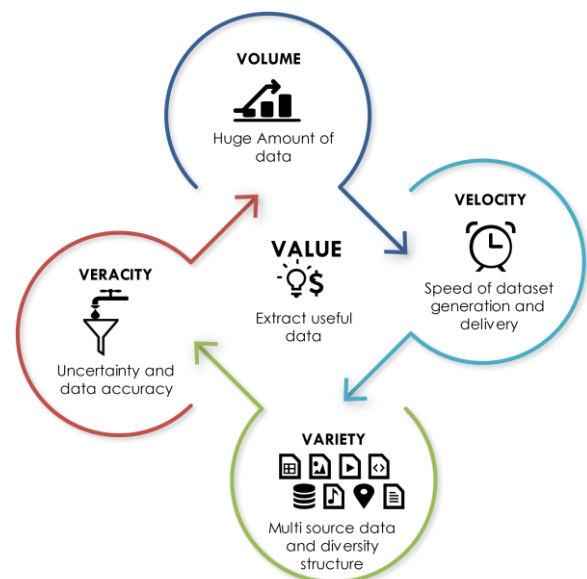 VOLUME
Huge Amount of
data
VELOCITY
Speed of dataset
generation and
delivery
VALUE
$
Extract useful
data
VERACITY
Uncertainty and
data accuracy
VARIETY
Multi source data
and diversity
structure